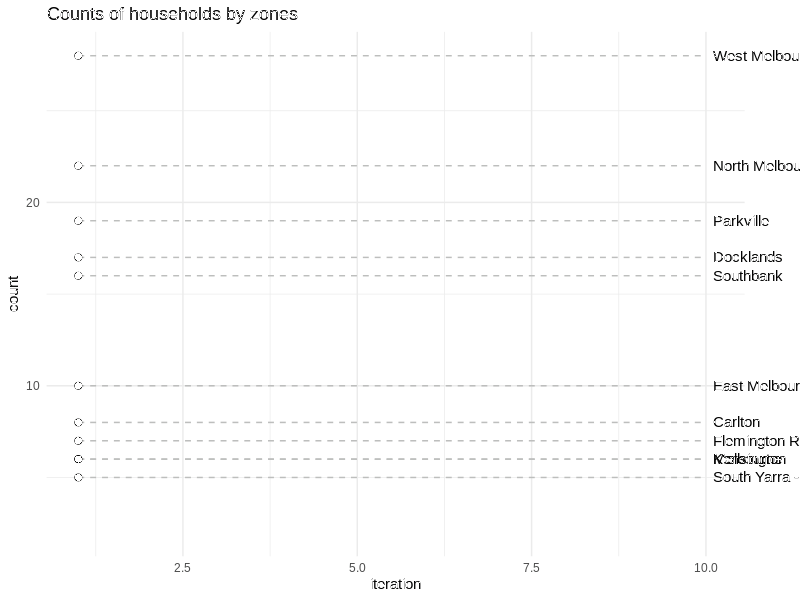 Counts of households by zones
West Melbou
North Melbou
20
Parkville
Docklands
Southbank
count
10
East Melbour
Carlton
Flemington R
South Yarra -
2.5 5.0 7.5 10.0
iteration